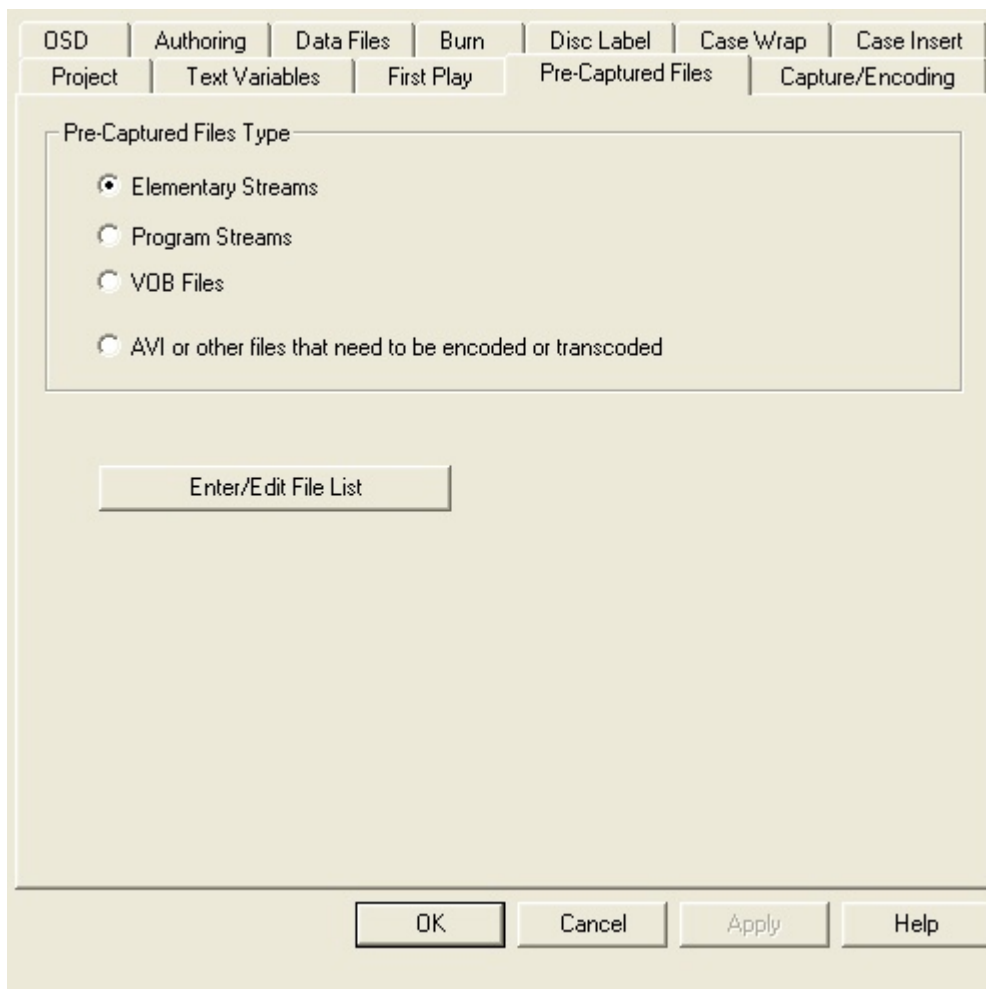 OSD Authoring Data Files Burn Disc Label Case Wrap Case Insert
Project Text Variables First Play Pre-Captured Files Capture/Encoding
Pre-Captured Files Type
Elementary Streams
Program Streams
VOB Files
AVI or other files that need to be encoded or transcoded
Enter/Edit File List
OK Cancel Apply Help